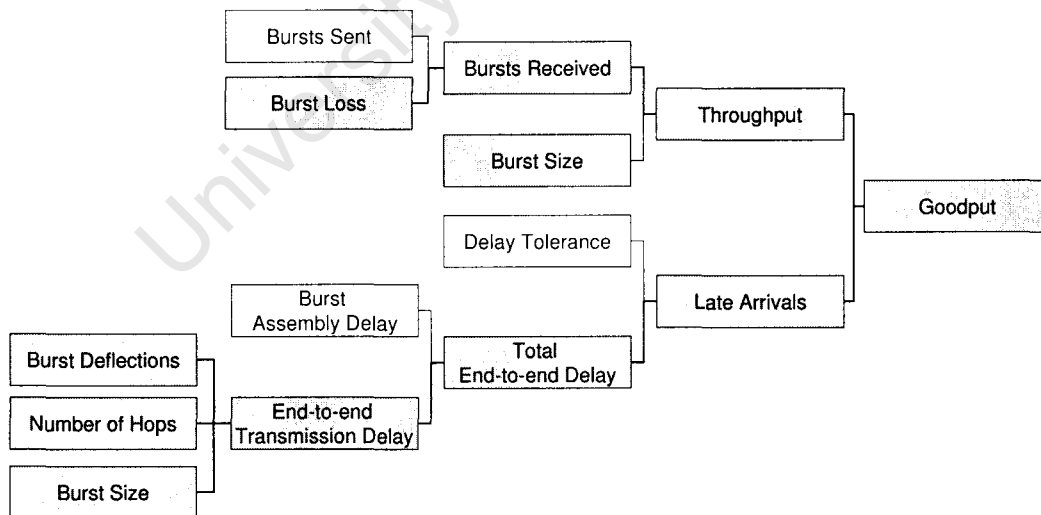 Bursts Sent
Bursts Received
Burst Loss
Throughput
Burst Size
Goodput
Delay Tolerance
Burst
Assembly Delay
Late Arrivals
Burst Deflections
Total
End-to-end Delay
Number of Hops
End-to-end
Transmission Delay
Burst Size
University